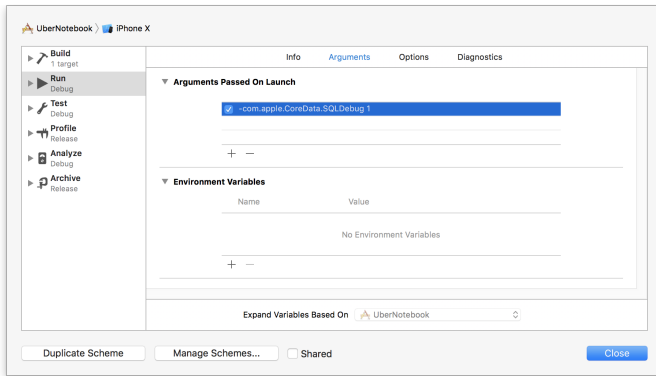 UberNotebook iPhone X
Info Arguments Options Diagnostics
Build
1 target
Run
Debug
Test
Debug
Profile
Release
Analyze
Debug
Archive
Release
Arguments Passed On Launch
-com.apple.CoreData.SQLDebug 1
+ −
Environment Variables
Name Value
No Environment Variables
+ −
Expand Variables Based On UberNotebook
Duplicate Scheme Manage Schemes... Shared Close